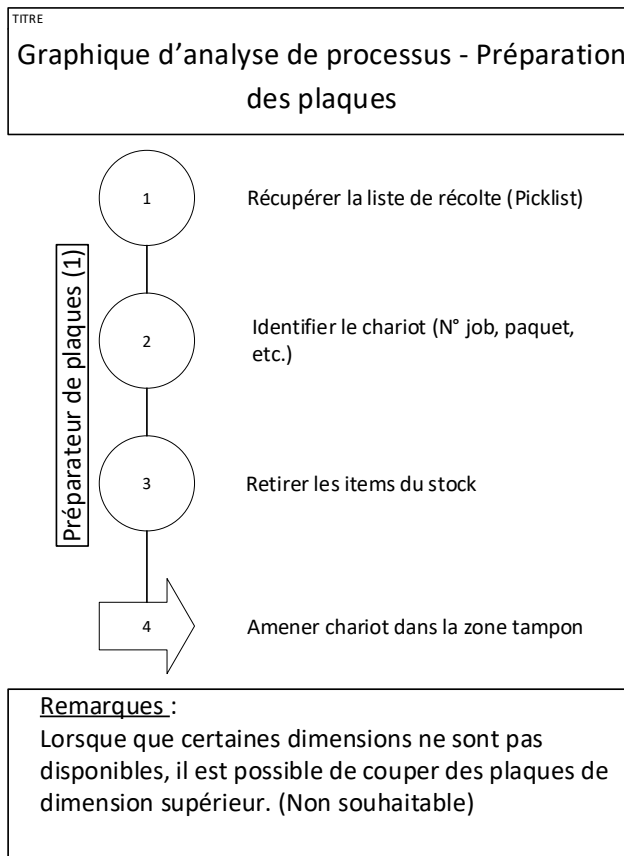 TITRE
Graphique d’analyse de processus - Préparation
des plaques
Préparateur de plaques (1)
1
Récupérer la liste de récolte (Picklist)
2
Identifier le chariot (N° job, paquet,
etc.)
3
Retirer les items du stock
4
Amener chariot dans la zone tampon
Remarques :
Lorsque que certaines dimensions ne sont pas
disponibles, il est possible de couper des plaques de
dimension supérieur. (Non souhaitable)